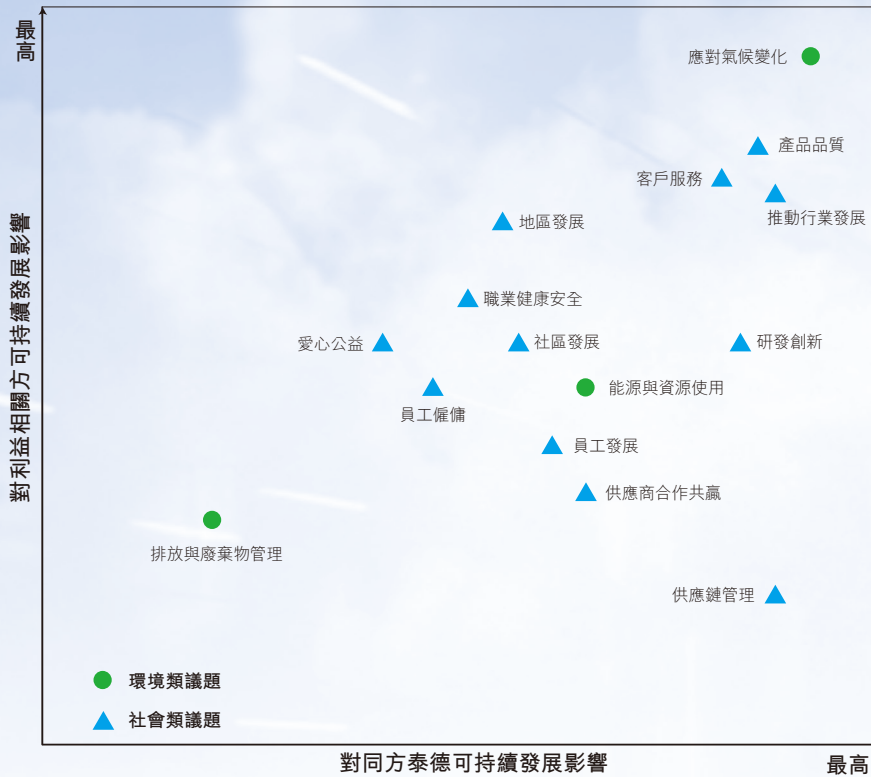 最高
應對氣候變化
產品品質
客戶服務
推動行業發展
地區發展
對利益相關方可持續發展影響
職業健康安全
愛心公益
社區發展
研發創新
能源與資源使用
員工僱傭
員工發展
供應商合作共贏
排放與廢棄物管理
供應鏈管理
環境類議題
社會類議題
對同方泰德可持續發展影響
最高